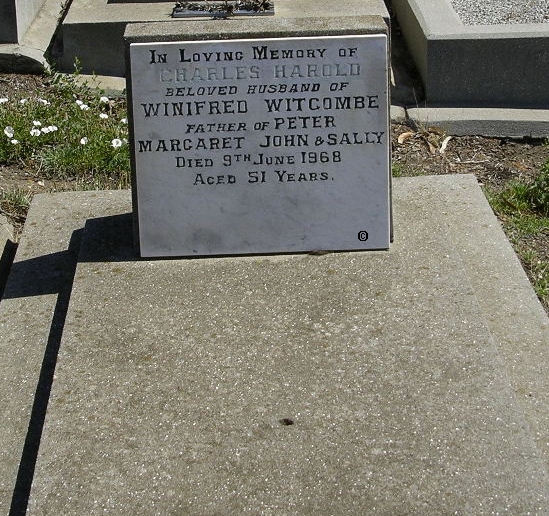 In Loving Memory of
CHARLES HAROLD
BELOVED HUSBAND OF
WINIFRED WITCOMBE
FATHER OF PETER
MARGARET JOHN & SALLY
Died 9th June 1968
Aged 51 Years.
©